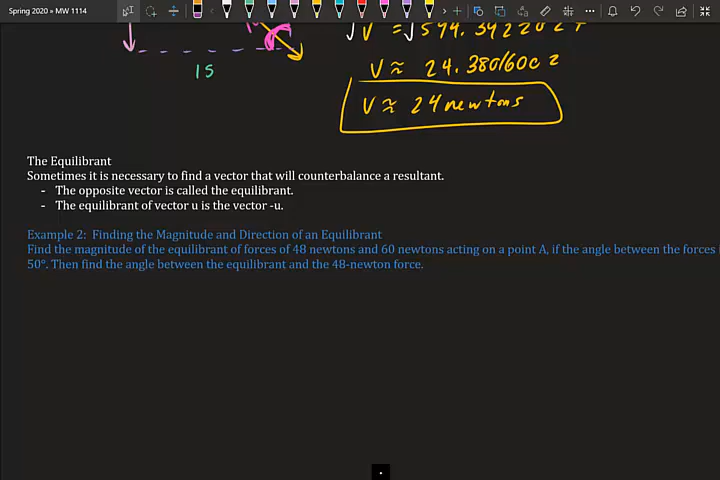 Spring 2020 » MW 1114
V = √594.3922024
15
V ≈ 24.3801600 2
V ≈ 24 newtons
The Equilibrant
Sometimes it is necessary to find a vector that will counterbalance a resultant.
- The opposite vector is called the equilibrant.
- The equilibrant of vector u is the vector -u.
Example 2: Finding the Magnitude and Direction of an Equilibrant
Find the magnitude of the equilibrant of forces of 48 newtons and 60 newtons acting on a point A, if the angle between the forces i
50°. Then find the angle between the equilibrant and the 48-newton force.